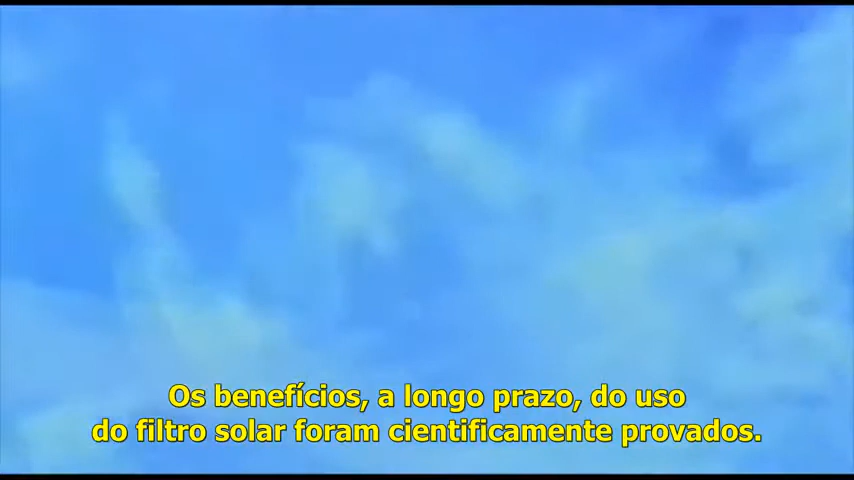 Os benefícios, a longo prazo, do uso
do filtro solar foram cientificamente provados.